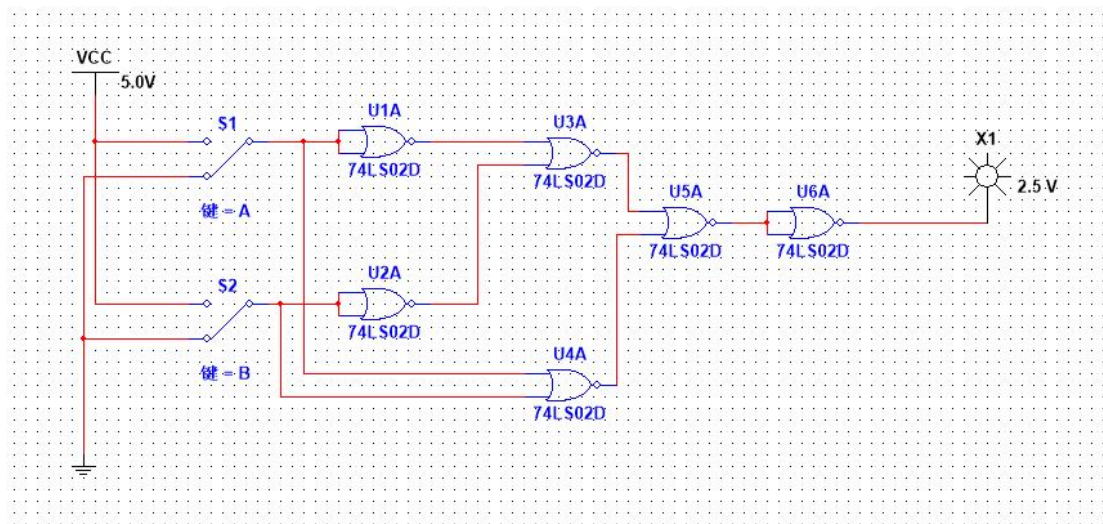 VCC
5.0V
S1
键 = A
U1A
74LS02D
U3A
74LS02D
X1
2.5 V
U5A
74LS02D
U6A
74LS02D
S2
键 = B
U2A
74LS02D
U4A
74LS02D